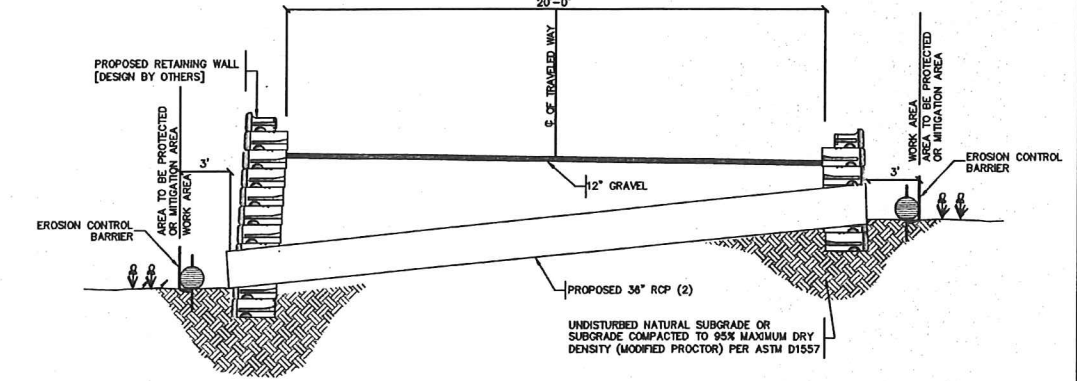 20'-0"
PROPOSED RETAINING WALL
[DESIGN BY OTHERS]
AREA TO BE PROTECTED
OR MITIGATION AREA
WORK AREA
3'
℄ OF TRAVELED WAY
WORK AREA
AREA TO BE PROTECTED
OR MITIGATION AREA
3'
EROSION CONTROL
BARRIER
12" GRAVEL
EROSION CONTROL
BARRIER
PROPOSED 36" RCP (2)
UNDISTURBED NATURAL SUBGRADE OR
SUBGRADE COMPACTED TO 95% MAXIMUM DRY
DENSITY (MODIFIED PROCTOR) PER ASTM D1557